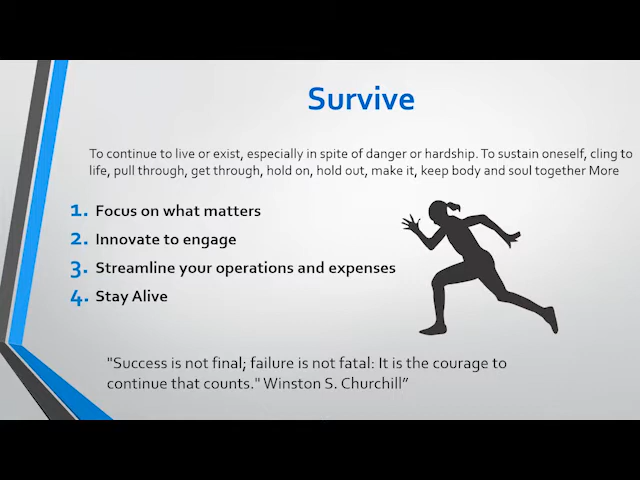 Survive
To continue to live or exist, especially in spite of danger or hardship. To sustain oneself, cling to
life, pull through, get through, hold on, hold out, make it, keep body and soul together More
1. Focus on what matters
2. Innovate to engage
3. Streamline your operations and expenses
4. Stay Alive
"Success is not final; failure is not fatal: It is the courage to
continue that counts." Winston S. Churchill”